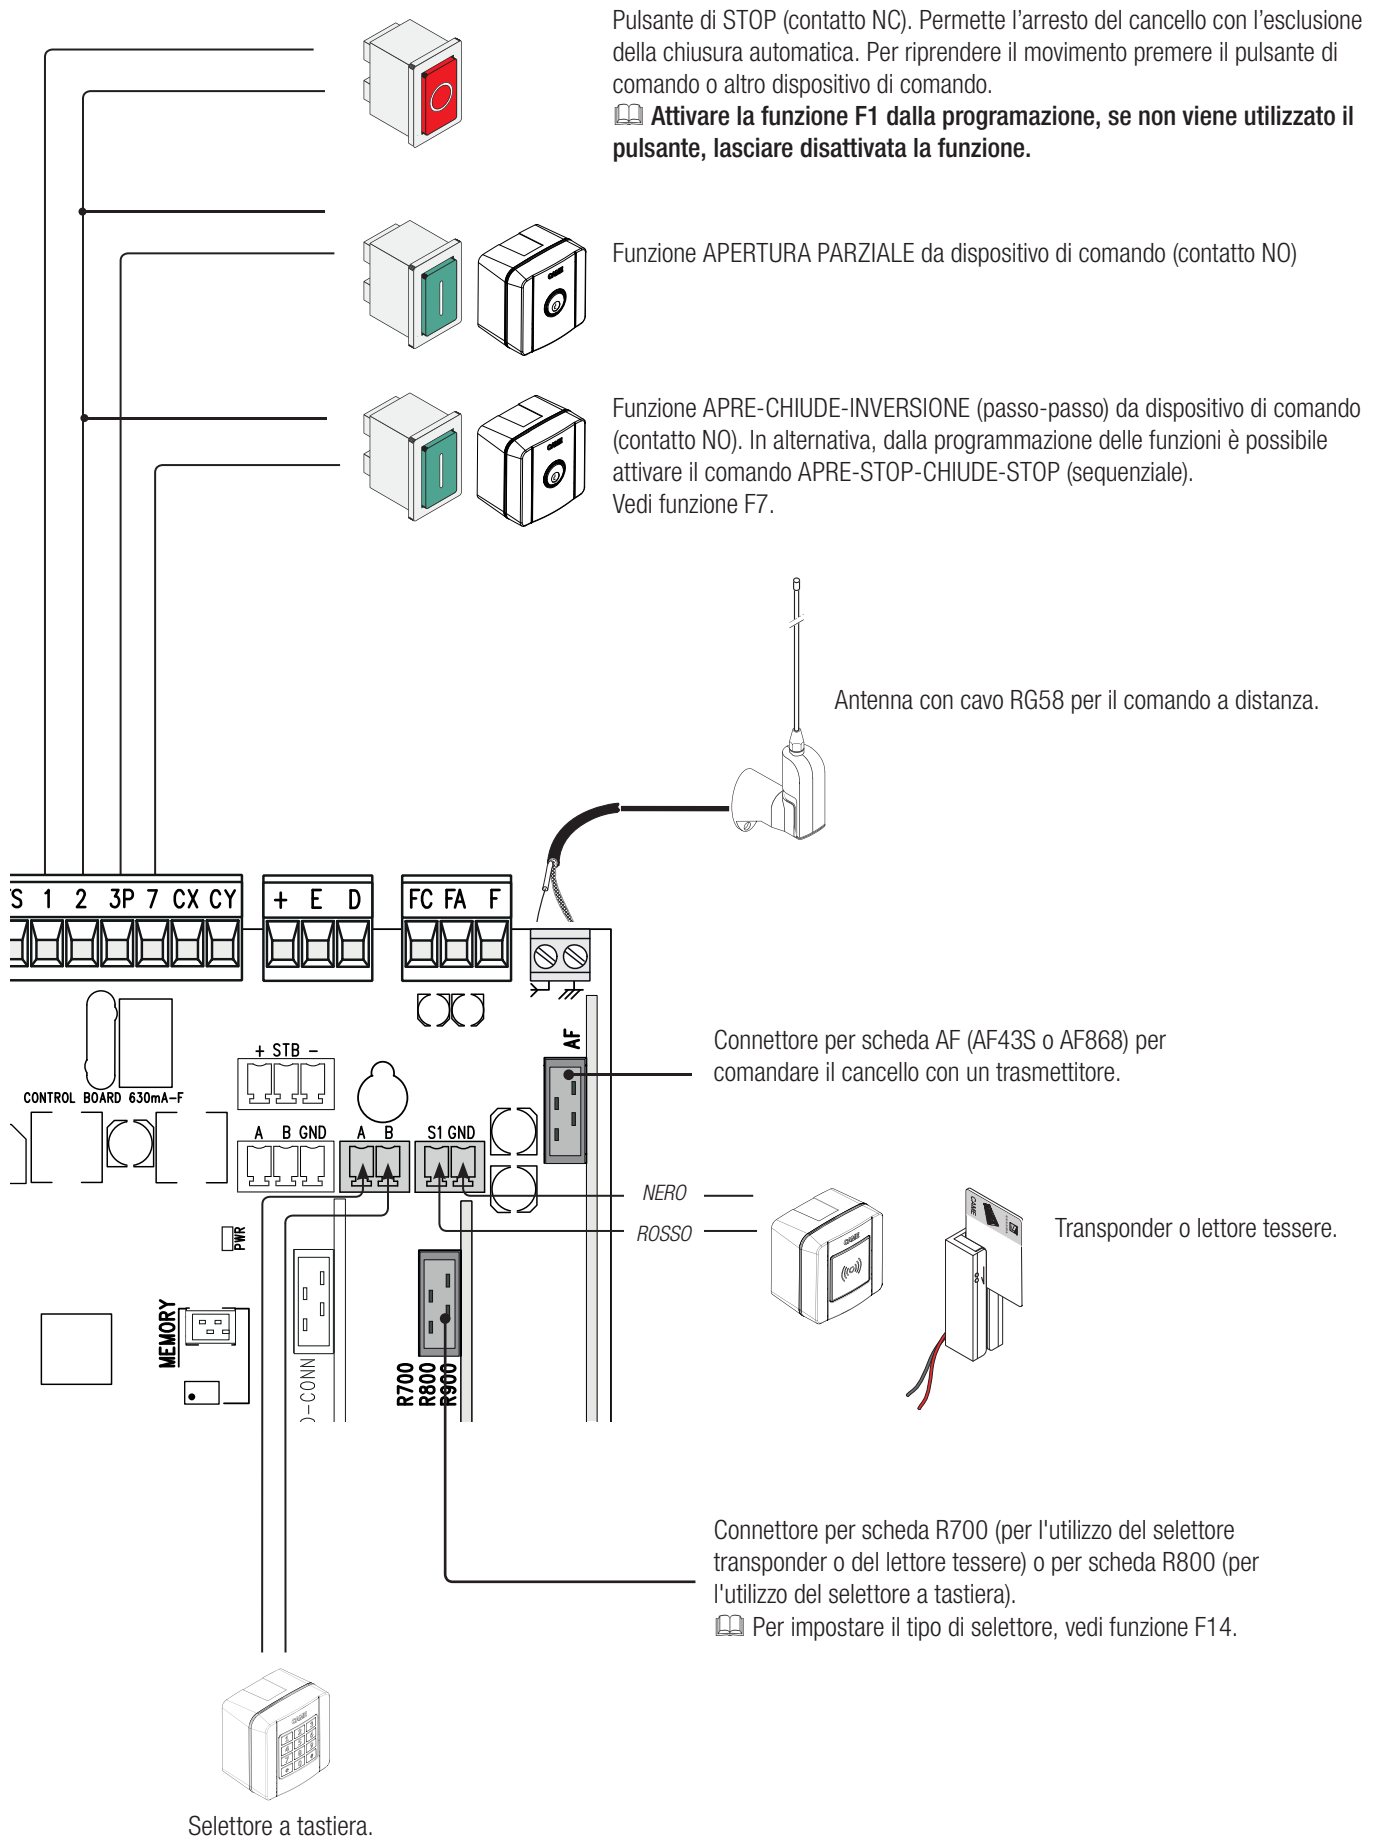 Pulsante di STOP (contatto NC). Permette l’arresto del cancello con l’esclusione
della chiusura automatica. Per riprendere il movimento premere il pulsante di
comando o altro dispositivo di comando.
Attivare la funzione F1 dalla programazione, se non viene utilizzato il
pulsante, lasciare disattivata la funzione.
Funzione APERTURA PARZIALE da dispositivo di comando (contatto NO)
CAME
Funzione APRE-CHIUDE-INVERSIONE (passo-passo) da dispositivo di comando
(contatto NO). In alternativa, dalla programmazione delle funzioni è possibile
attivare il comando APRE-STOP-CHIUDE-STOP (sequenziale).
Vedi funzione F7.
CAME
Antenna con cavo RG58 per il comando a distanza.
TS 1 2 3P 7 CX CY
+ E D
FC FA F
AF
Connettore per scheda AF (AF43S o AF868) per
comandare il cancello con un trasmettitore.
+ STB -
CONTROL BOARD 630mA-F
A B GND
A B
S1 GND
NERO
ROSSO
CAME
CAME
Transponder o lettore tessere.
PWR
MEMORY
O-CONN
R700
R800
R900
Connettore per scheda R700 (per l'utilizzo del selettore
transponder o del lettore tessere) o per scheda R800 (per
l'utilizzo del selettore a tastiera).
Per impostare il tipo di selettore, vedi funzione F14.
CAME
Selettore a tastiera.